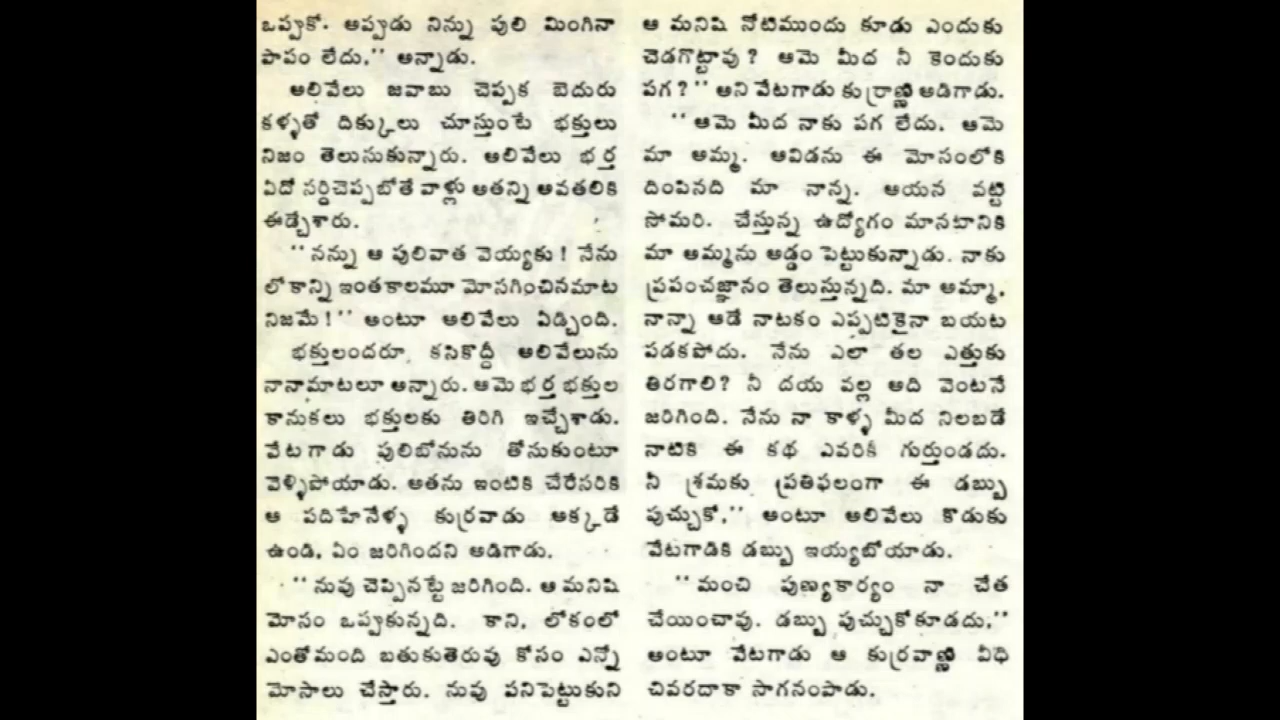 ఒప్పుకో. అప్పుడు నిన్ను పులి మింగినా
పాపం లేదు,'' అన్నాడు.
అలివేలు జవాబు చెప్పక బెదురు
కళ్ళతో దిక్కులు చూస్తుంటే భక్తులు
నిజం తెలుసుకున్నారు. అలివేలు భర్త
ఏదో సర్దిచెప్పబోతే వాళ్లు అతన్ని అవతలికి
ఈడ్చేశారు.
''నన్ను ఆ పులివాత వెయ్యకు! నేను
లోకాన్ని ఇంతకాలమూ మోసగించినమాట
నిజమే!'' అంటూ అలివేలు ఏడ్చింది.
భక్తులందరూ, కసికొద్దీ అలివేలును
నానామాటలూ అన్నారు. ఆమె భర్త భక్తుల
కానుకలు భక్తులకు తిరిగి ఇచ్చేశాడు.
వేటగాడు పులిబోనును తోసుకుంటూ
వెళ్ళిపోయాడు. అతను ఇంటికి చేరేసరికి
ఆ పదిహేనేళ్ళ కుర్రవాడు అక్కడే
ఉండి, ఏం జరిగిందని అడిగాడు.
''నువు చెప్పినట్టే జరిగింది. ఆ మనిషి
మోసం ఒప్పుకున్నది. కాని, లోకంలో
ఎంతోమంది బతుకుతెరువు కోసం ఎన్నో
మోసాలు చేస్తారు. నువు పనిపెట్టుకుని
ఆ మనిషి నోటిముందు కూడు ఎందుకు
చెడగొట్టావు? ఆమె మీద నీ కెందుకు
పగ?'' అని వేటగాడు కుర్రాణ్ణి అడిగాడు.
''ఆమె మీద నాకు పగ లేదు. ఆమె
మా అమ్మ. ఆవిడను ఈ మోసంలోకి
దింపినది మా నాన్న. ఆయన వట్టి
సోమరి. చేస్తున్న ఉద్యోగం మానటానికి
మా అమ్మను అడ్డం పెట్టుకున్నాడు. నాకు
ప్రపంచజ్ఞానం తెలుస్తున్నది. మా అమ్మా,
నాన్నా ఆడే నాటకం ఎప్పటికైనా బయట
పడకపోదు. నేను ఎలా తల ఎత్తుకు
తిరగాలి? నీ దయ వల్ల అది వెంటనే
జరిగింది. నేను నా కాళ్ళ మీద నిలబడే
నాటికి ఈ కథ ఎవరికీ గుర్తుండదు.
నీ శ్రమకు ప్రతిఫలంగా ఈ డబ్బు
పుచ్చుకో,'' అంటూ అలివేలు కొడుకు
వేటగాడికి డబ్బు ఇయ్యబోయాడు.
''మంచి పుణ్యకార్యం నా చేత
చేయించావు. డబ్బు పుచ్చుకోకూడదు,''
అంటూ వేటగాడు ఆ కుర్రవాణ్ణి వీధి
చివరదాకా సాగనంపాడు.